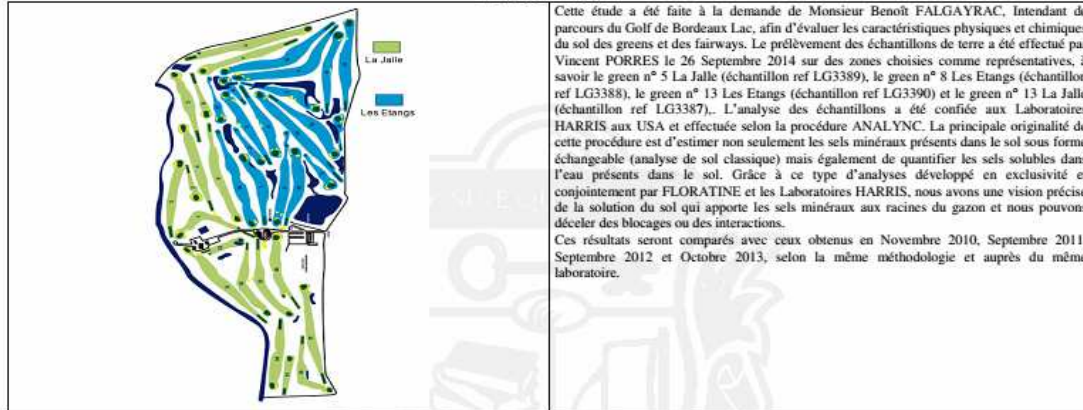 La Jalle
Les Etangs
Cette étude a été faite à la demande de Monsieur Benoît FALGAYRAC, Intendant de
parcours du Golf de Bordeaux Lac, afin d'évaluer les caractéristiques physiques et chimiques
du sol des greens et des fairways. Le prélèvement des échantillons de terre a été effectué par
Vincent PORRES le 26 Septembre 2014 sur des zones choisies comme représentatives, à
savoir le green n° 5 La Jalle (échantillon ref LG3389), le green n° 8 Les Etangs (échantillon
ref LG3388), le green n° 13 Les Etangs (échantillon ref LG3390) et le green n° 13 La Jalle
(échantillon ref LG3387),. L'analyse des échantillons a été confiée aux Laboratoires
HARRIS aux USA et effectuée selon la procédure ANALYNC. La principale originalité de
cette procédure est d'estimer non seulement les sels minéraux présents dans le sol sous forme
échangeable (analyse de sol classique) mais également de quantifier les sels solubles dans
l'eau présents dans le sol. Grâce à ce type d'analyses développé en exclusivité et
conjointement par FLORATINE et les Laboratoires HARRIS, nous avons une vision précise
de la solution du sol qui apporte les sels minéraux aux racines du gazon et nous pouvons
déceler des blocages ou des interactions.
Ces résultats seront comparés avec ceux obtenus en Novembre 2010, Septembre 2011,
Septembre 2012 et Octobre 2013, selon la même méthodologie et auprès du même
laboratoire.